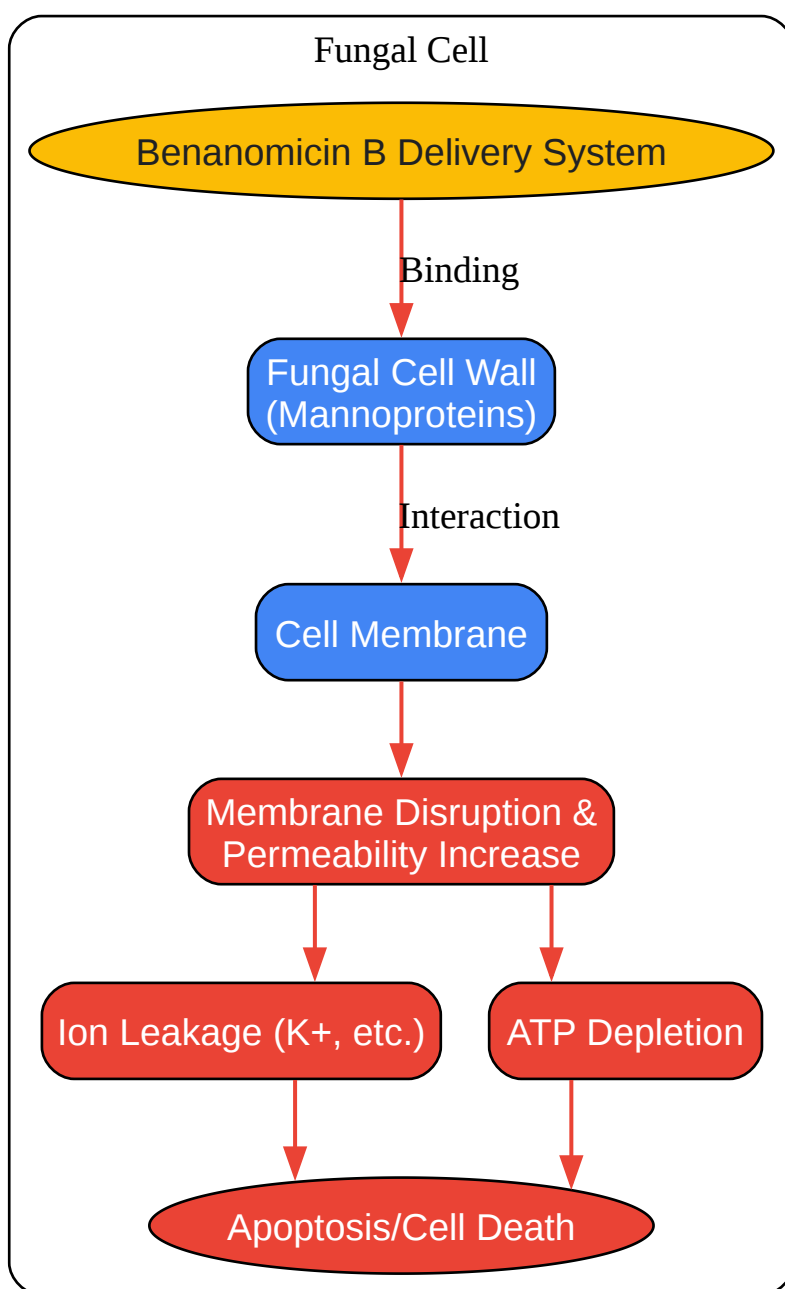 Fungal Cell
Benanomicin B Delivery System
Binding
Fungal Cell Wall
(Mannoproteins)
Interaction
Cell Membrane
Membrane Disruption &
Permeability Increase
Ion Leakage (K+, etc.)
ATP Depletion
Apoptosis/Cell Death